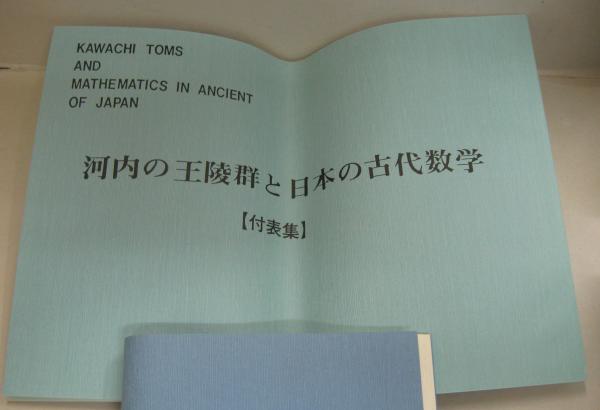 KAWACHI TOMS
AND
MATHEMATICS IN ANCIENT
OF JAPAN
河内の王陵群と日本の古代数学
【付表集】